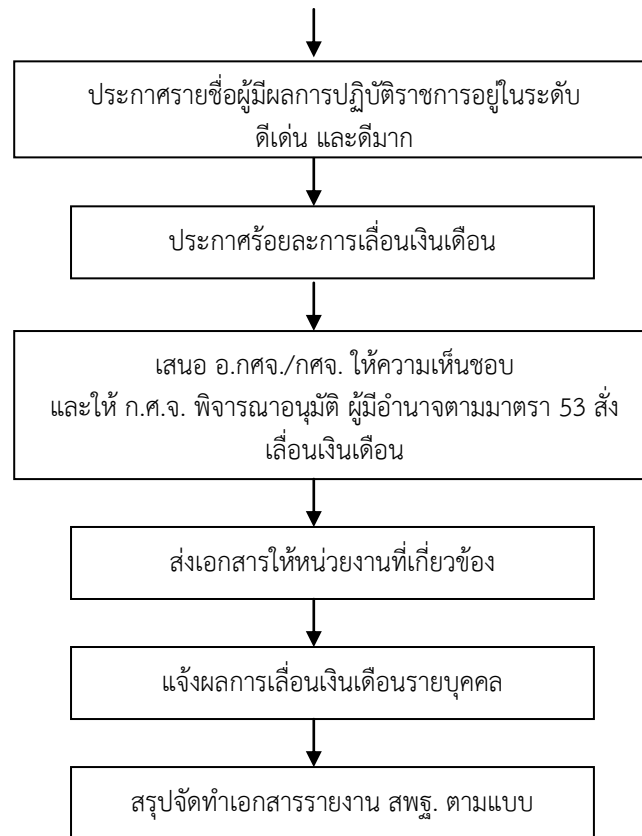 ประกาศรายชื่อผู้มีผลการปฏิบัติราชการอยู่ในระดับ
ดีเด่น และดีมาก
ประกาศร้อยละการเลื่อนเงินเดือน
เสนอ อ.กศจ./กศจ. ให้ความเห็นชอบ
และให้ ก.ศ.จ. พิจารณาอนุมัติ ผู้มีอำนาจตามมาตรา 53 สั่ง
เลื่อนเงินเดือน
ส่งเอกสารให้หน่วยงานที่เกี่ยวข้อง
แจ้งผลการเลื่อนเงินเดือนรายบุคคล
สรุปจัดทำเอกสารรายงาน สพฐ. ตามแบบ